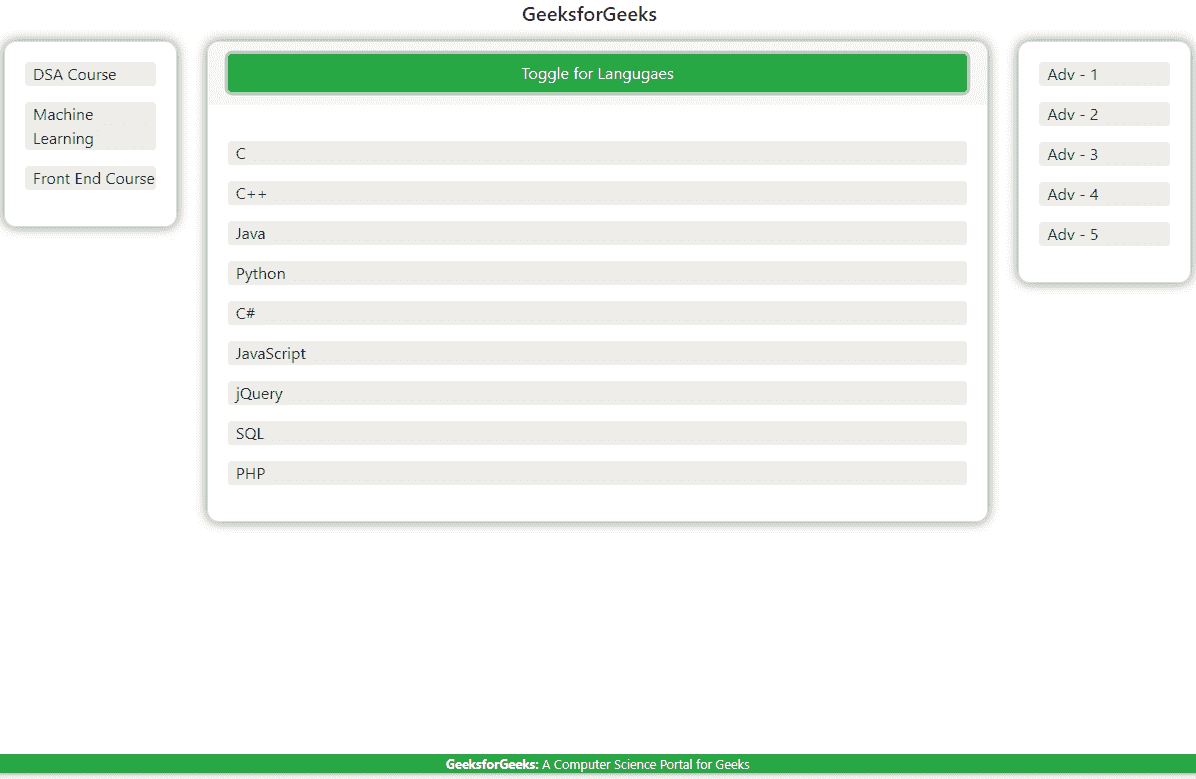 GeeksforGeeks
DSA Course
Machine
Learning
Front End Course
Toggle for Langugaes
C
C++
Java
Python
C#
JavaScript
jQuery
SQL
PHP
Adv - 1
Adv - 2
Adv - 3
Adv - 4
Adv - 5
GeeksforGeeks: A Computer Science Portal for Geeks